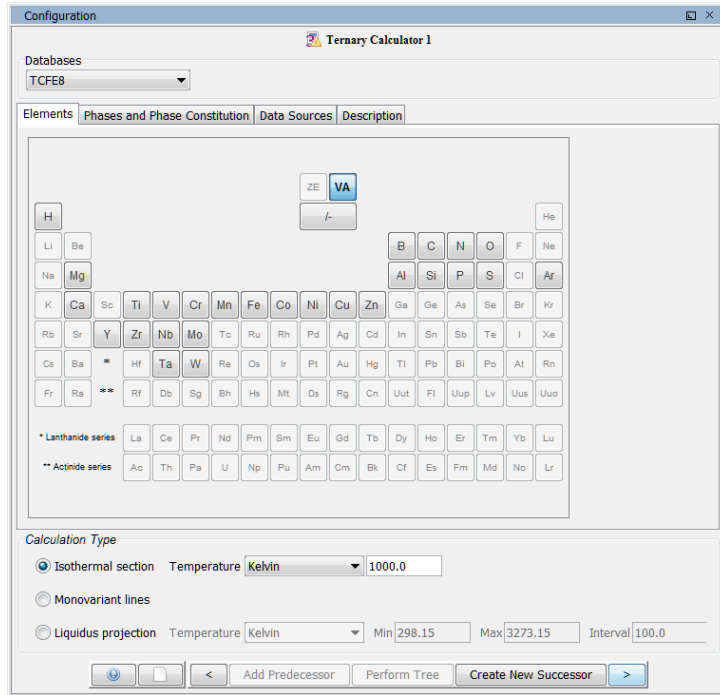 Configuration
Ternary Calculator 1
Databases
TCFE8
Elements Phases and Phase Constitution Data Sources Description
ZE VA
H /- He
Li Be B C N O F Ne
Na Mg Al Si P S Cl Ar
K Ca Sc Ti V Cr Mn Fe Co Ni Cu Zn Ga Ge As Se Br Kr
Rb Sr Y Zr Nb Mo Tc Ru Rh Pd Ag Cd In Sn Sb Te I Xe
Cs Ba * Hf Ta W Re Os Ir Pt Au Hg Tl Pb Bi Po At Rn
Fr Ra ** Rf Db Sg Bh Hs Mt Ds Rg Cn Uut Fl Uup Lv Uus Uuo
* Lanthanide series La Ce Pr Nd Pm Sm Eu Gd Tb Dy Ho Er Tm Yb Lu
** Actinide series Ac Th Pa U Np Pu Am Cm Bk Cf Es Fm Md No Lr
Calculation Type
Isothermal section Temperature Kelvin 1000.0
Monovariant lines
Liquidus projection Temperature Kelvin Min 298.15 Max 3273.15 Interval 100.0
< Add Predecessor Perform Tree Create New Successor >